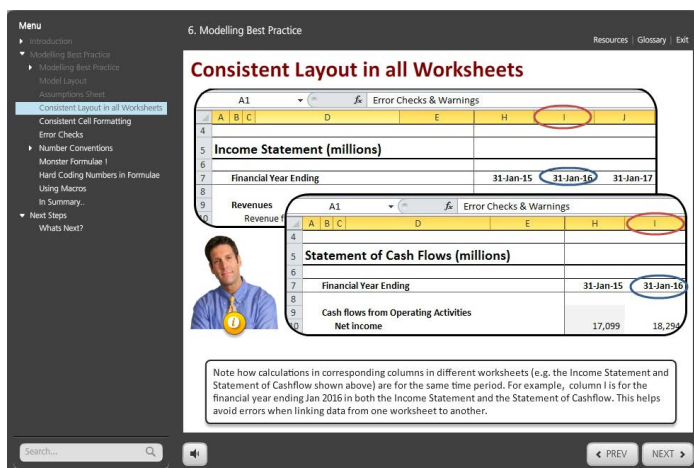 Menu
Introduction
Modelling Best Practice
Modelling Best Practice
Model Layout
Assumptions Sheet
Consistent Layout in all Worksheets
Consistent Cell Formatting
Error Checks
Number Conventions
Monster Formulae !
Hard Coding Numbers in Formulae
Using Macros
In Summary..
Next Steps
Whats Next?
Search...
6. Modelling Best Practice
Resources | Glossary | Exit
Consistent Layout in all Worksheets
A1 fx Error Checks & Warnings
A B C D E H I J
4
5 Income Statement (millions)
6
7 Financial Year Ending 31-Jan-15 31-Jan-16 31-Jan-17
8
9 Revenues
10 Revenue f
A1 fx Error Checks & Warnings
A B C D E H I
4
5 Statement of Cash Flows (millions)
6
7 Financial Year Ending 31-Jan-15 31-Jan-16
8
9 Cash flows from Operating Activities
10 Net income 17,099 18,294
i
Note how calculations in corresponding columns in different worksheets (e.g. the Income Statement and
Statement of Cashflow shown above) are for the same time period. For example, column I is for the
financial year ending Jan 2016 in both the Income Statement and the Statement of Cashflow. This helps
avoid errors when linking data from one worksheet to another.
PREV
NEXT